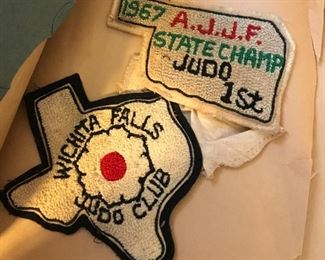 1967 A.J.J.F.
STATE CHAMP
JUDO
1st
WICHITA FALLS
JUDO CLUB